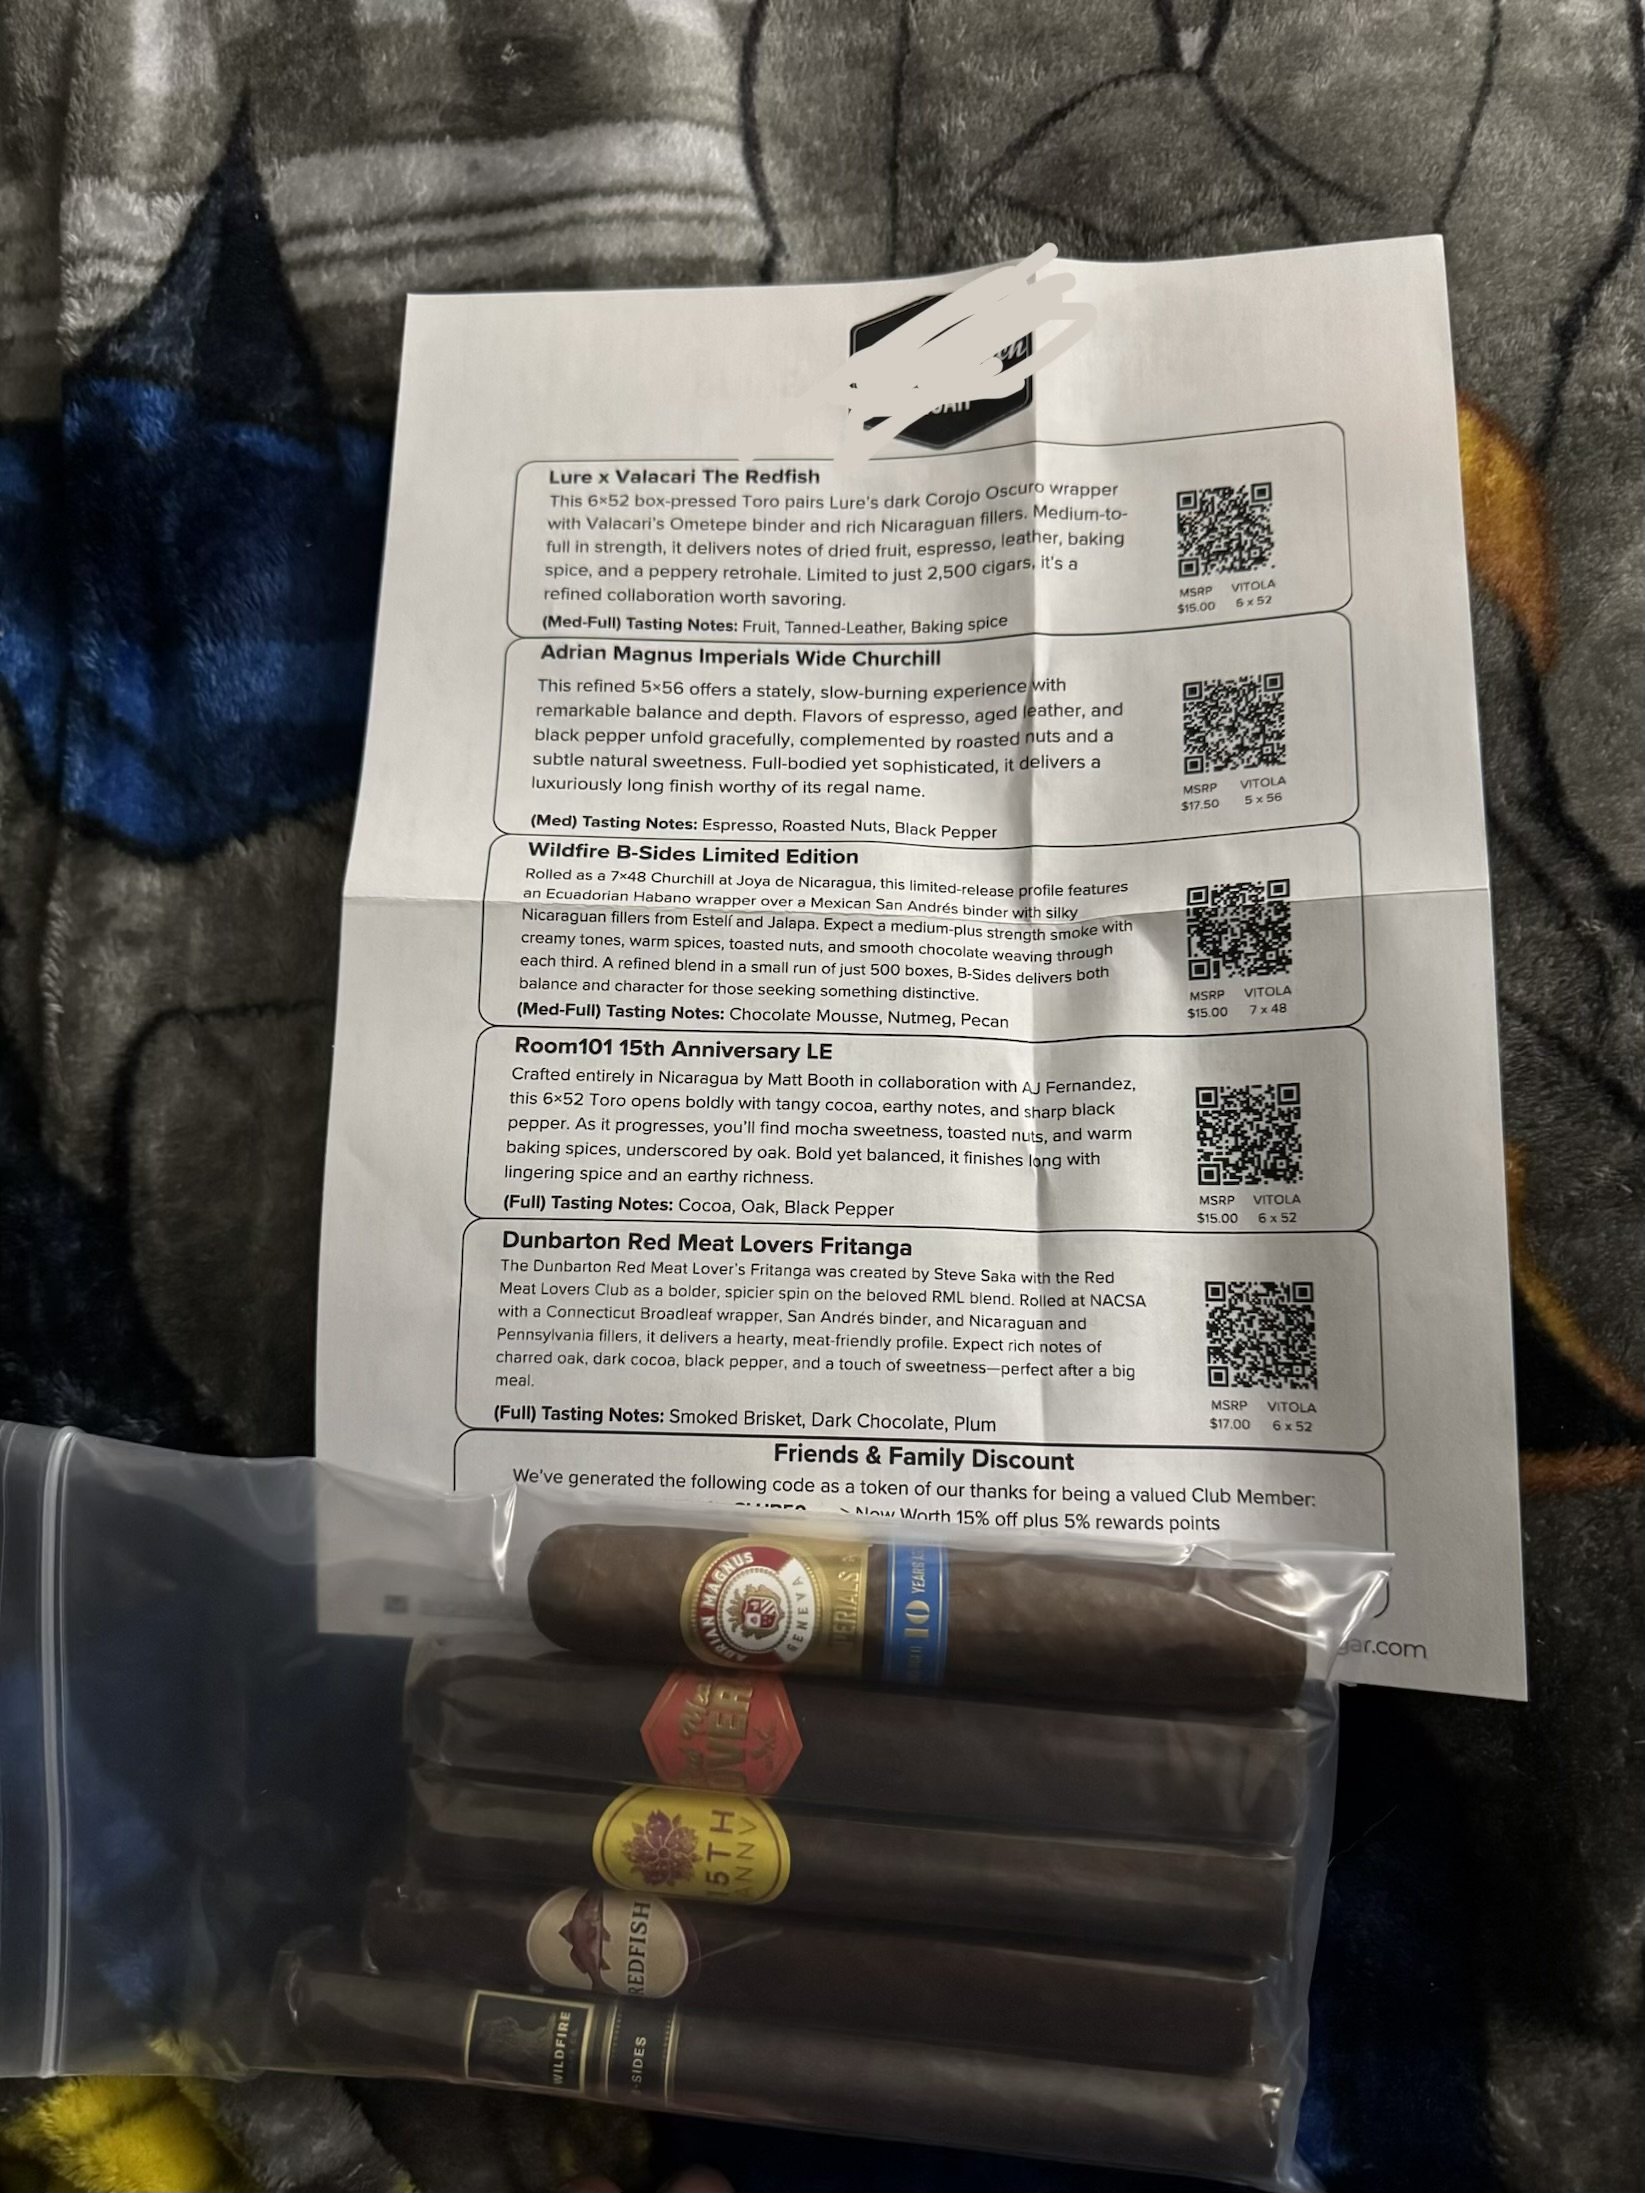 Lure x Valacari The Redfish
This 6×52 box-pressed Toro pairs Lure's dark Corojo Oscuro wrapper
with Valacari's Ometepe binder and rich Nicaraguan fillers. Medium-to-
full in strength, it delivers notes of dried fruit, espresso, leather, baking
spice, and a peppery retrohale. Limited to just 2,500 cigars, it's a
refined collaboration worth savoring.
(Med-Full) Tasting Notes: Fruit, Tanned-Leather, Baking spice
MSRP VITOLA
$15.00 6 x 52
Adrian Magnus Imperials Wide Churchill
This refined 5×56 offers a stately, slow-burning experience with
remarkable balance and depth. Flavors of espresso, aged leather, and
black pepper unfold gracefully, complemented by roasted nuts and a
subtle natural sweetness. Full-bodied yet sophisticated, it delivers a
luxuriously long finish worthy of its regal name.
(Med) Tasting Notes: Espresso, Roasted Nuts, Black Pepper
MSRP VITOLA
$17.50 5 x 56
Wildfire B-Sides Limited Edition
Rolled as a 7×48 Churchill at Joya de Nicaragua, this limited-release profile features
an Ecuadorian Habano wrapper over a Mexican San Andrés binder with silky
Nicaraguan fillers from Estelí and Jalapa. Expect a medium-plus strength smoke with
creamy tones, warm spices, toasted nuts, and smooth chocolate weaving through
each third. A refined blend in a small run of just 500 boxes, B-Sides delivers both
balance and character for those seeking something distinctive.
(Med-Full) Tasting Notes: Chocolate Mousse, Nutmeg, Pecan
MSRP VITOLA
$15.00 7 x 48
Room101 15th Anniversary LE
Crafted entirely in Nicaragua by Matt Booth in collaboration with AJ Fernandez,
this 6×52 Toro opens boldly with tangy cocoa, earthy notes, and sharp black
pepper. As it progresses, you'll find mocha sweetness, toasted nuts, and warm
baking spices, underscored by oak. Bold yet balanced, it finishes long with
lingering spice and an earthy richness.
(Full) Tasting Notes: Cocoa, Oak, Black Pepper
MSRP VITOLA
$15.00 6 x 52
Dunbarton Red Meat Lovers Fritanga
The Dunbarton Red Meat Lover's Fritanga was created by Steve Saka with the Red
Meat Lovers Club as a bolder, spicier spin on the beloved RML blend. Rolled at NACSA
with a Connecticut Broadleaf wrapper, San Andrés binder, and Nicaraguan and
Pennsylvania fillers, it delivers a hearty, meat-friendly profile. Expect rich notes of
charred oak, dark cocoa, black pepper, and a touch of sweetness—perfect after a big
meal.
(Full) Tasting Notes: Smoked Brisket, Dark Chocolate, Plum
MSRP VITOLA
$17.00 6 x 52
Friends & Family Discount
We've generated the following code as a token of our thanks for being a valued Club Member:
Now Worth 15% off plus 5% rewards points
gar.com
ADRIAN MAGNUS
GENEVA
PERIALS
10 YEARS
Red Mea
OVER
15TH
ANNV
REDFISH
WILDFIRE
-SIDES